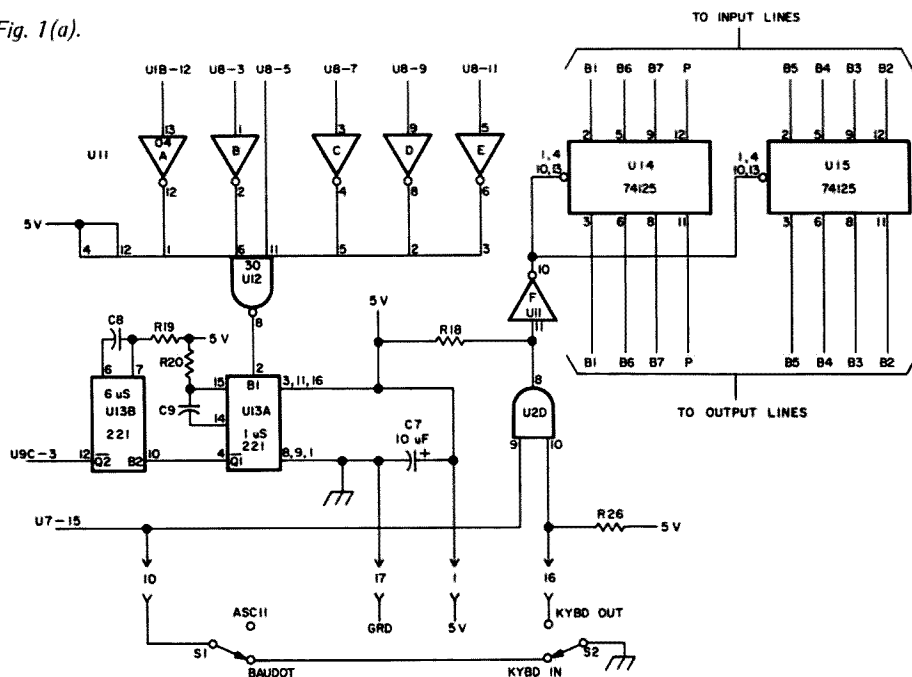 Fig. 1(a).
TO INPUT LINES
U1B-12 U8-3 U8-5 U8-7 U8-9 U8-11
B1 B6 B7 P B5 B4 B3 B2
13 1 3 9 5
2 5 9 12 2 5 9 12
U11 04 A B C D E
1,4 10,13 U14 74125 1,4 10,13 U15 74125
12 2 4 8 6
3 6 8 11 3 6 8 11
5V
4 12 1 6 11 5 2 3
30 U12
8
10
F U11
11
C8 R19 5V R20
5V R18
B1 B6 B7 P B5 B4 B3 B2
TO OUTPUT LINES
6 7 15 2 B1 3,11,16
6 uS U13B 221
C9 14 U13A 1 uS 221
C7 10 uF +
8
U2D
9 10
U9C-3 12 Q2 B2 10 4 Q1 8,9,1
U7-15
R26 5V
10 17 1 16
ASC11 GRD 5V KYBD OUT
S1 BAUDOT KYBD IN S2